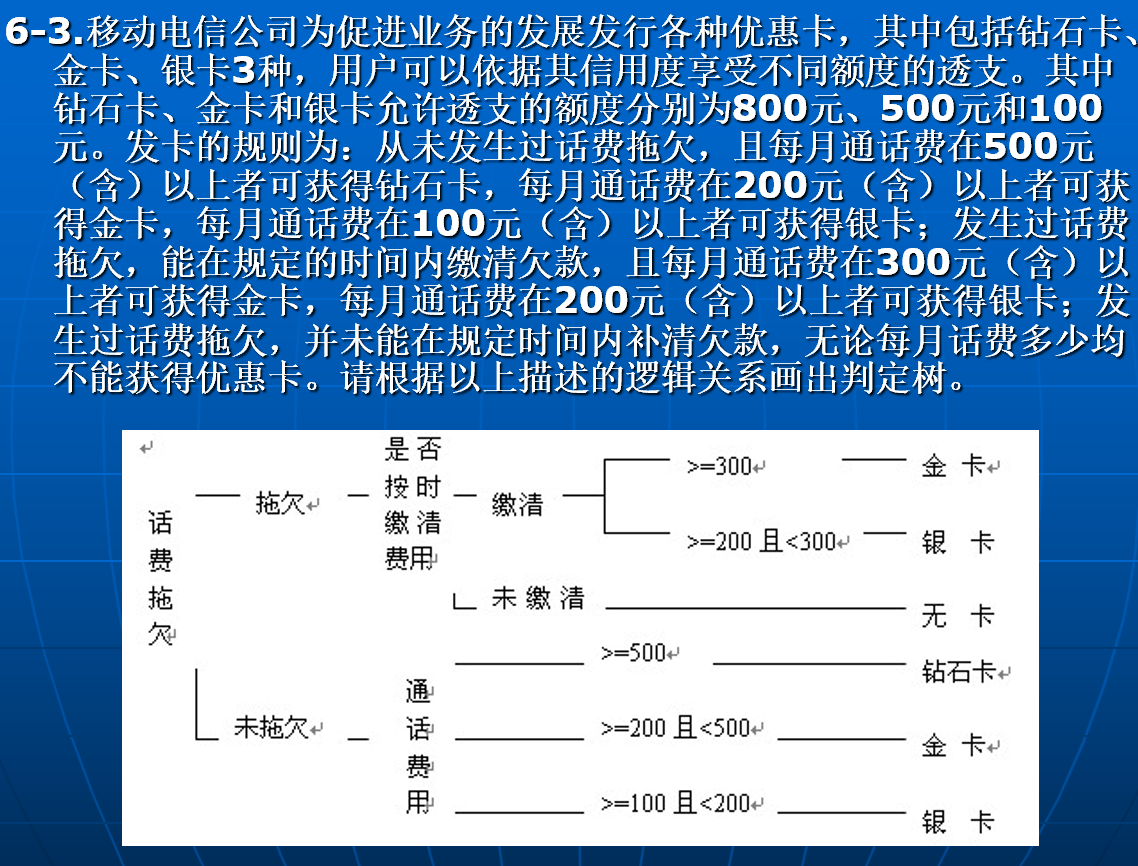 6-3.移动电信公司为促进业务的发展发行各种优惠卡，其中包括钻石卡、
金卡、银卡3种，用户可以依据其信用度享受不同额度的透支。其中
钻石卡、金卡和银卡允许透支的额度分别为800元、500元和100
元。发卡的规则为：从未发生过话费拖欠，且每月通话费在500元
（含）以上者可获得钻石卡，每月通话费在200元（含）以上者可获
得金卡，每月通话费在100元（含）以上者可获得银卡；发生过话费
拖欠，能在规定的时间内缴清欠款，且每月通话费在300元（含）以
上者可获得金卡，每月通话费在200元（含）以上者可获得银卡；发
生过话费拖欠，并未能在规定时间内补清欠款，无论每月话费多少均
不能获得优惠卡。请根据以上描述的逻辑关系画出判定树。
话
费
拖
欠
拖欠
是否
按时
缴清
费用
缴清
>=300
金 卡
>=200 且<300
银 卡
未 缴 清
无 卡
未拖欠
通
话
费
用
>=500
钻石卡
>=200 且<500
金 卡
>=100 且<200
银 卡